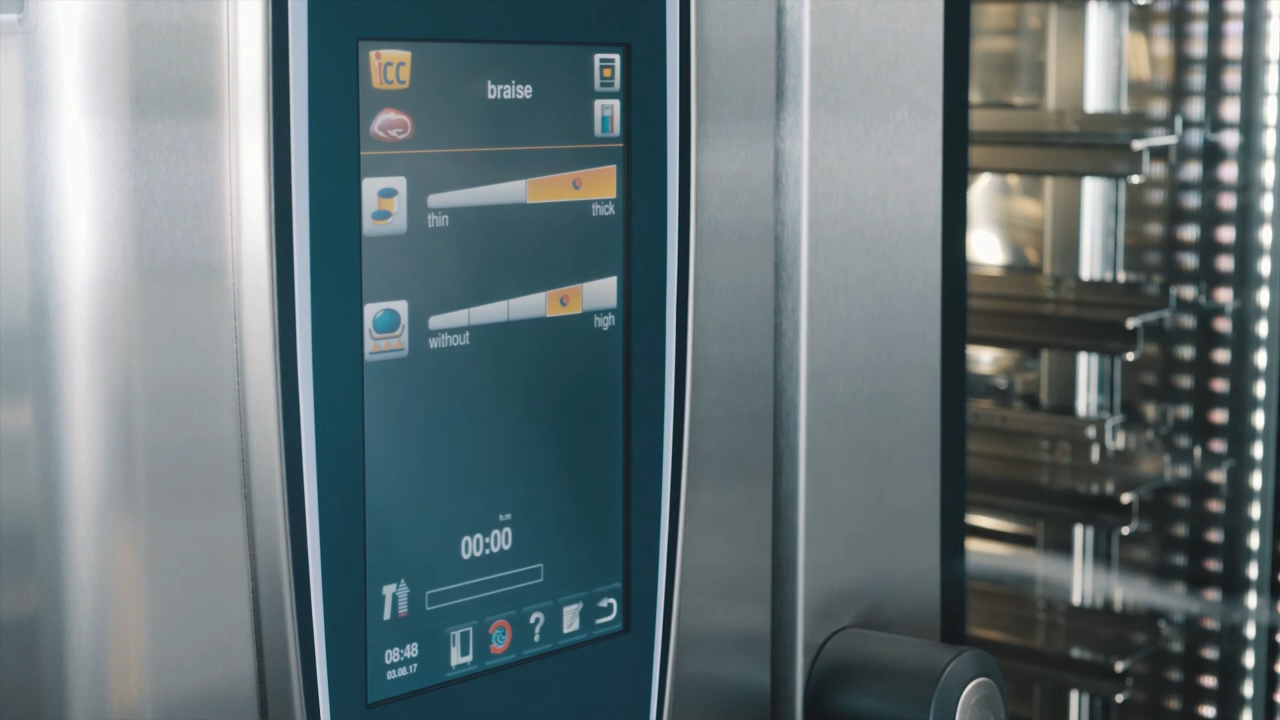 icc
braise
thin
thick
without
high
h:m
00:00
T
?
08:48
03.08.17